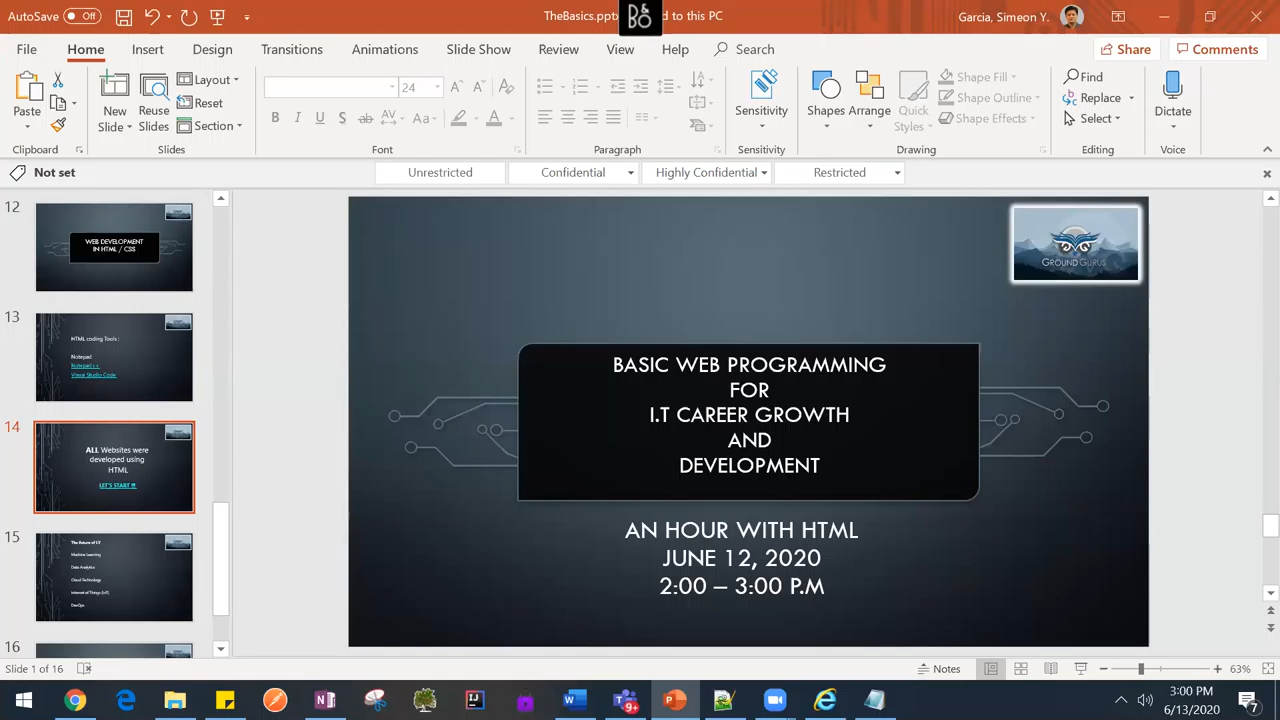 AutoSave Off
TheBasics.ppt
d to this PC
Garcia, Simeon Y.
B&BO
File Home Insert Design Transitions Animations Slide Show Review View Help Search
Share Comments
Paste
New Slide
Reuse Slides
Layout
Reset
Section
24
Sensitivity
Shapes
Arrange
Quick Styles
Shape Fill
Shape Outline
Shape Effects
Find
Replace
Select
Dictate
Clipboard Slides Font Paragraph Sensitivity Drawing Editing Voice
Not set Unrestricted Confidential Highly Confidential Restricted
12
WEB DEVELOPMENT
IN HTML / CSS
13
HTML coding Tools :
Notepad
Notepad ++
Visual Studio Code
14
ALL Websites were
developed using
HTML
LET'S START !!!
15
The Future of I.T
Machine Learning
Data Analytics
Cloud Technology
Internet of Things (IoT)
DevOps
16
GROUNDGURUS
BASIC WEB PROGRAMMING
FOR
I.T CAREER GROWTH
AND
DEVELOPMENT
AN HOUR WITH HTML
JUNE 12, 2020
2:00 – 3:00 P.M
Slide 1 of 16
Notes
63%
9+
3:00 PM
6/13/2020
7